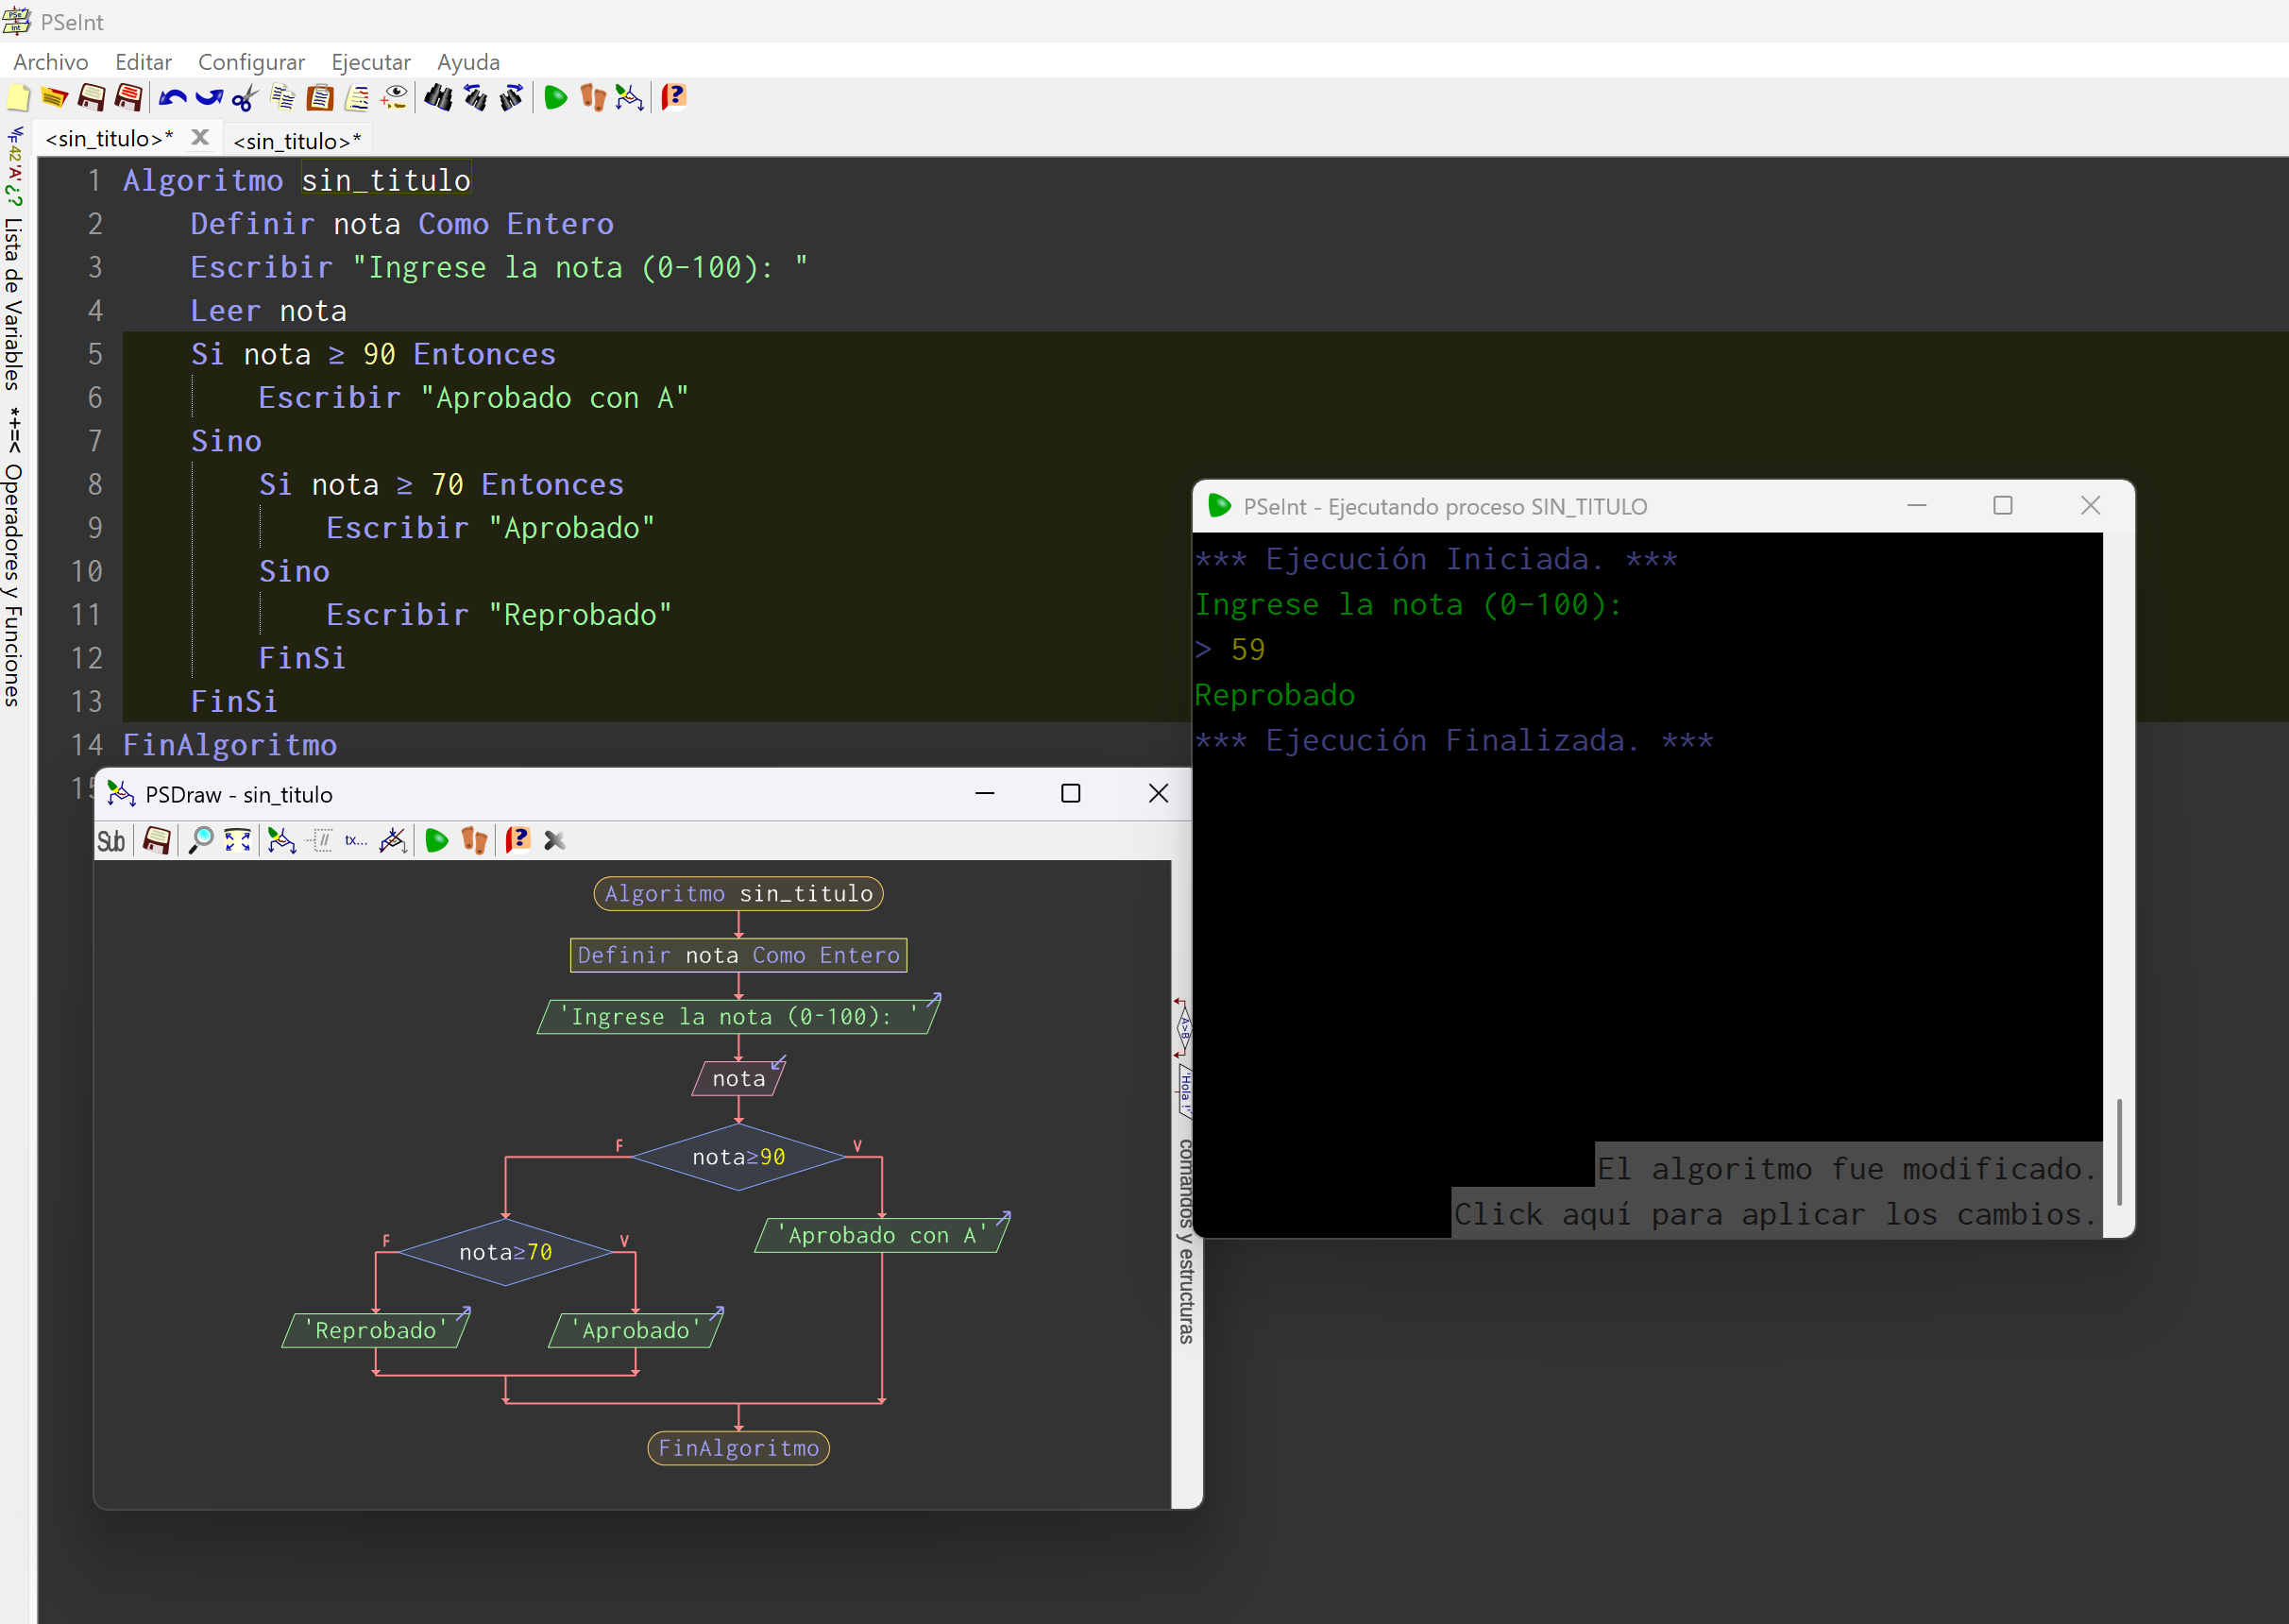 PSeInt
Archivo Editar Configurar Ejecutar Ayuda
<sin_titulo>* <sin_titulo>*
42 'A' ¿? Lista de Variables
*+=< Operadores y Funciones
1 Algoritmo sin_titulo
2 Definir nota Como Entero
3 Escribir "Ingrese la nota (0-100): "
4 Leer nota
5 Si nota ≥ 90 Entonces
6 Escribir "Aprobado con A"
7 Sino
8 Si nota ≥ 70 Entonces
9 Escribir "Aprobado"
10 Sino
11 Escribir "Reprobado"
12 FinSi
13 FinSi
14 FinAlgoritmo
15
PSeInt - Ejecutando proceso SIN_TITULO
*** Ejecución Iniciada. ***
Ingrese la nota (0-100):
> 59
Reprobado
*** Ejecución Finalizada. ***
El algoritmo fue modificado.
Click aquí para aplicar los cambios.
PSDraw - sin_titulo
Sub tx...
Algoritmo sin_titulo
Definir nota Como Entero
'Ingrese la nota (0-100): '
nota
F nota≥90 V
F nota≥70 V
'Aprobado con A'
'Reprobado' 'Aprobado'
FinAlgoritmo
A>B
'Hola !'
comandos y estructuras